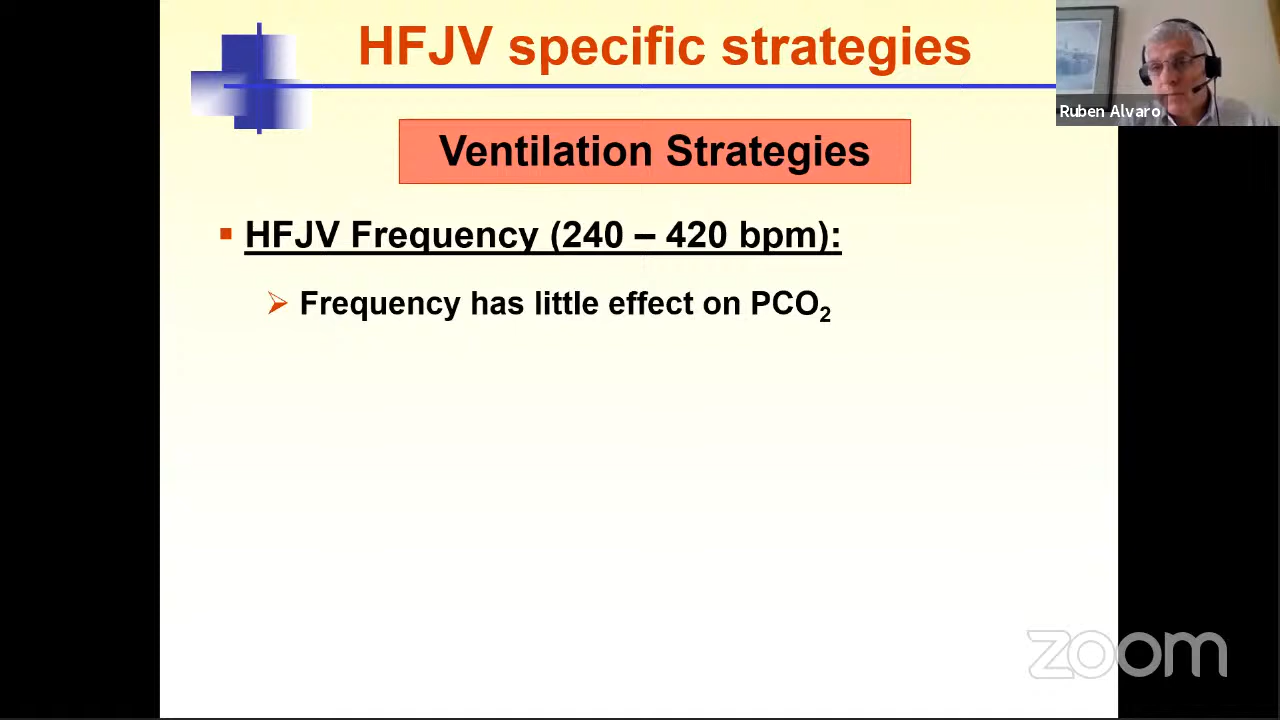 HFJV specific strategies
Ruben Alvaro
Ventilation Strategies
▪ HFJV Frequency (240 – 420 bpm):
➢ Frequency has little effect on PCO₂
zoom